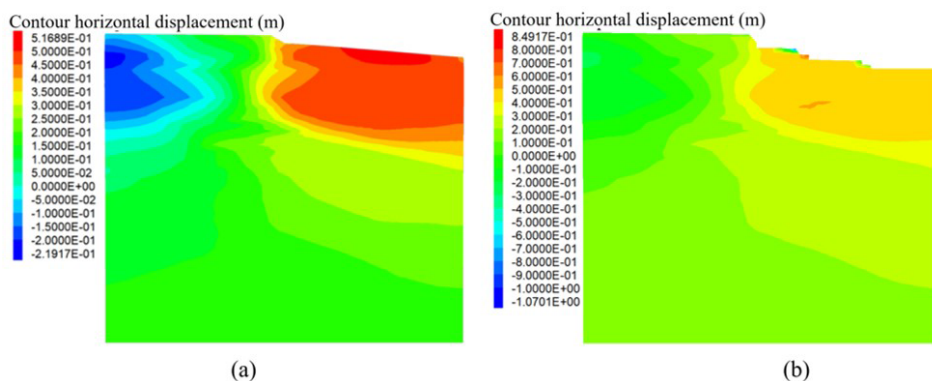 Contour horizontal displacement (m)
5.1689E-01
5.0000E-01
4.5000E-01
4.0000E-01
3.5000E-01
3.0000E-01
2.5000E-01
2.0000E-01
1.5000E-01
1.0000E-01
5.0000E-02
0.0000E+00
-5.0000E-02
-1.0000E-01
-1.5000E-01
-2.0000E-01
-2.1917E-01
(a)
Contour horizontal displacement (m)
8.4917E-01
8.0000E-01
7.0000E-01
6.0000E-01
5.0000E-01
4.0000E-01
3.0000E-01
2.0000E-01
1.0000E-01
0.0000E+00
-1.0000E-01
-2.0000E-01
-3.0000E-01
-4.0000E-01
-5.0000E-01
-6.0000E-01
-7.0000E-01
-8.0000E-01
-9.0000E-01
-1.0000E+00
-1.0701E+00
(b)